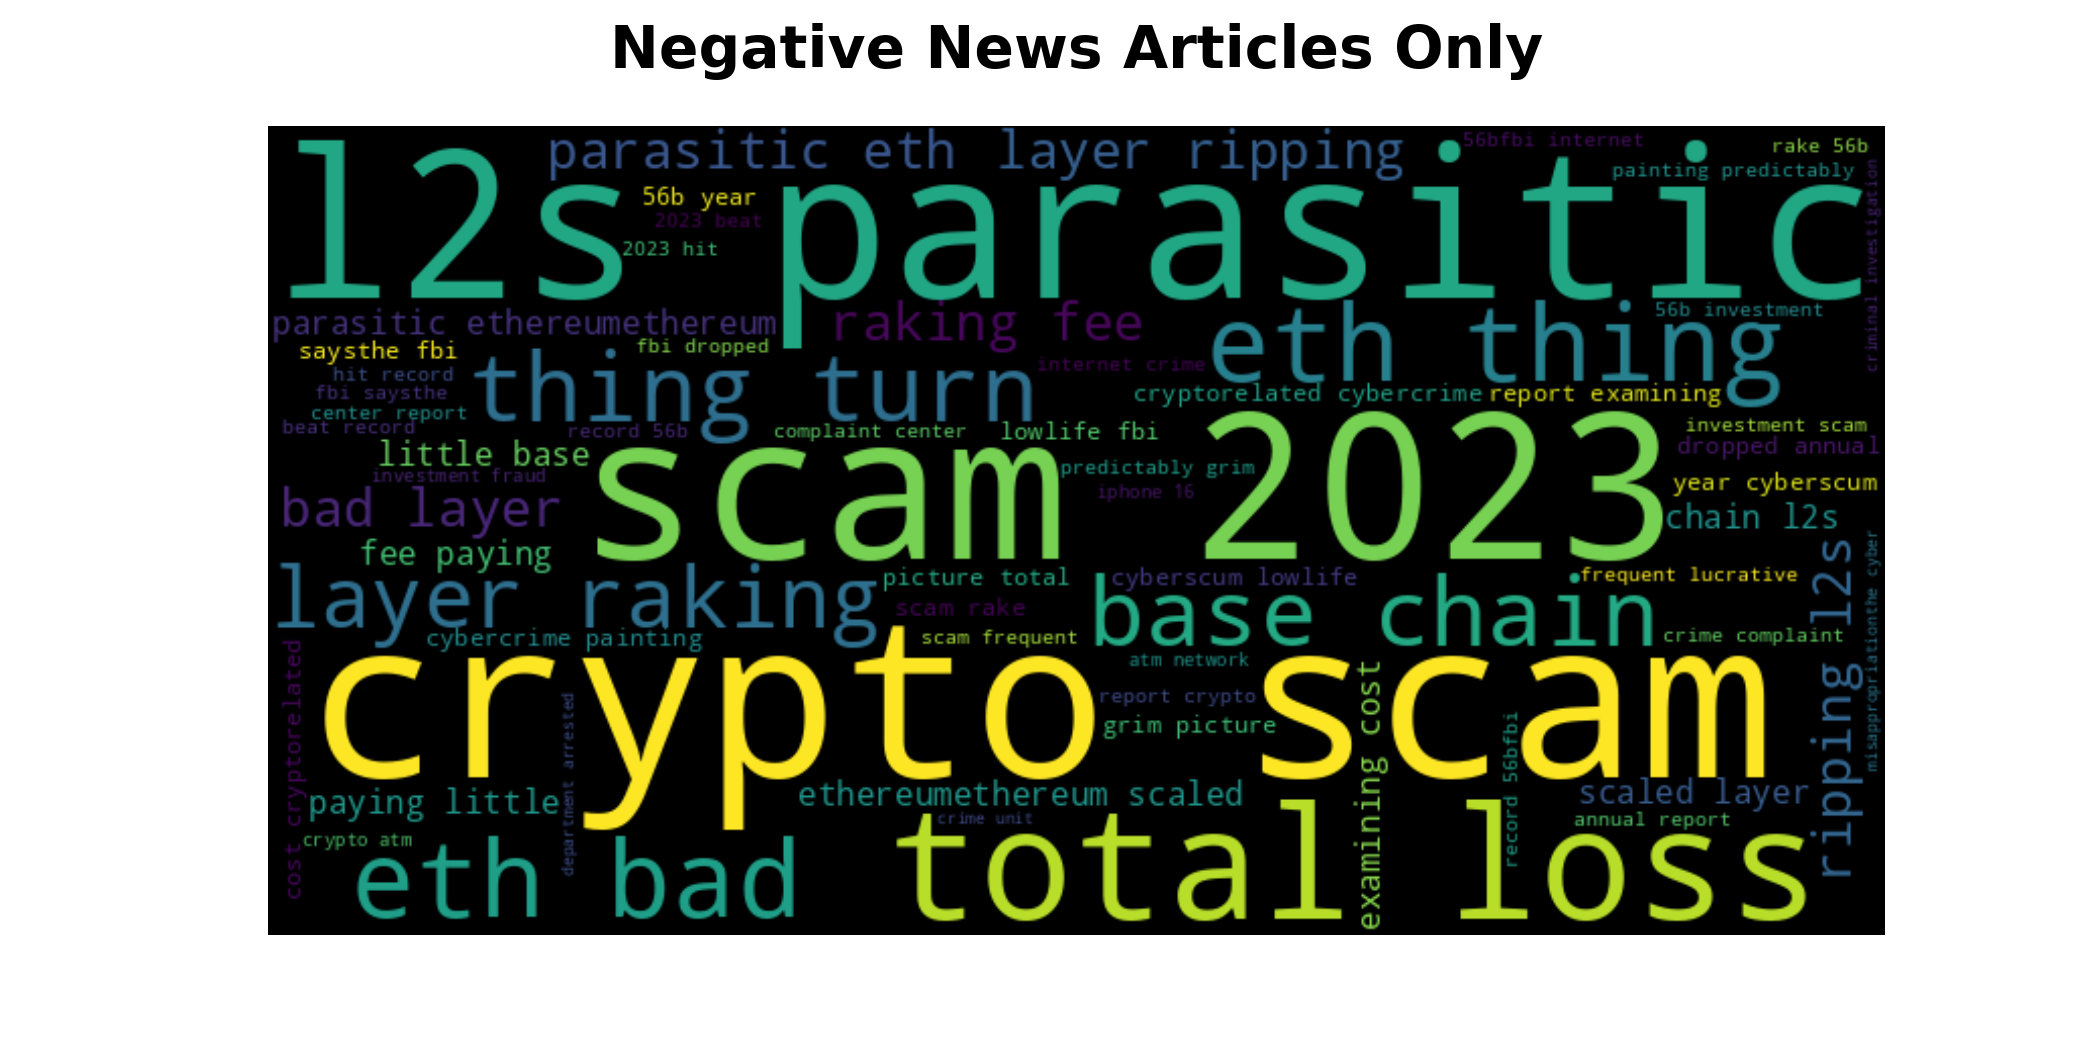 Negative News Articles Only
parasitic eth layer ripping
56bfbi internet
rake 56b
l2s parasitic
painting predictably
56b year
2023 beat
2023 hit
criminal investigation
parasitic ethereumethereum
raking fee
eth thing
56b investment
saysthe fbi
fbi dropped
thing turn
internet crime
hit record
fbi saysthe
cryptorelated cybercrime
report examining
center report
beat record
record 56b
complaint center
lowlife fbi
investment scam
dropped annual
little base
scam 2023
predictably grim
investment fraud
iphone 16
year cyberscum
bad layer
chain l2s
fee paying
layer raking
picture total
cyberscum lowlife
frequent lucrative
ripping l2s
misappropriationthe cyber
scam rake
base chain
cybercrime painting
scam frequent
crime complaint
crypto scam
atm network
report crypto
grim picture
examining cost
record 56bfbi
cost cryptorelated
department arrested
paying little
ethereumethereum scaled
scaled layer
crime unit
annual report
crypto atm
eth bad
total loss